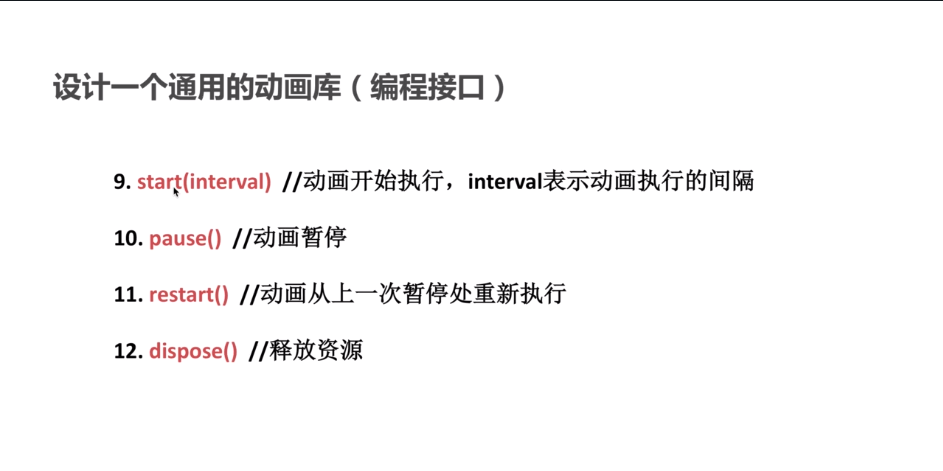 设计一个通用的动画库（编程接口）
9. start(interval) //动画开始执行，interval表示动画执行的间隔
10. pause() //动画暂停
11. restart() //动画从上一次暂停处重新执行
12. dispose() //释放资源